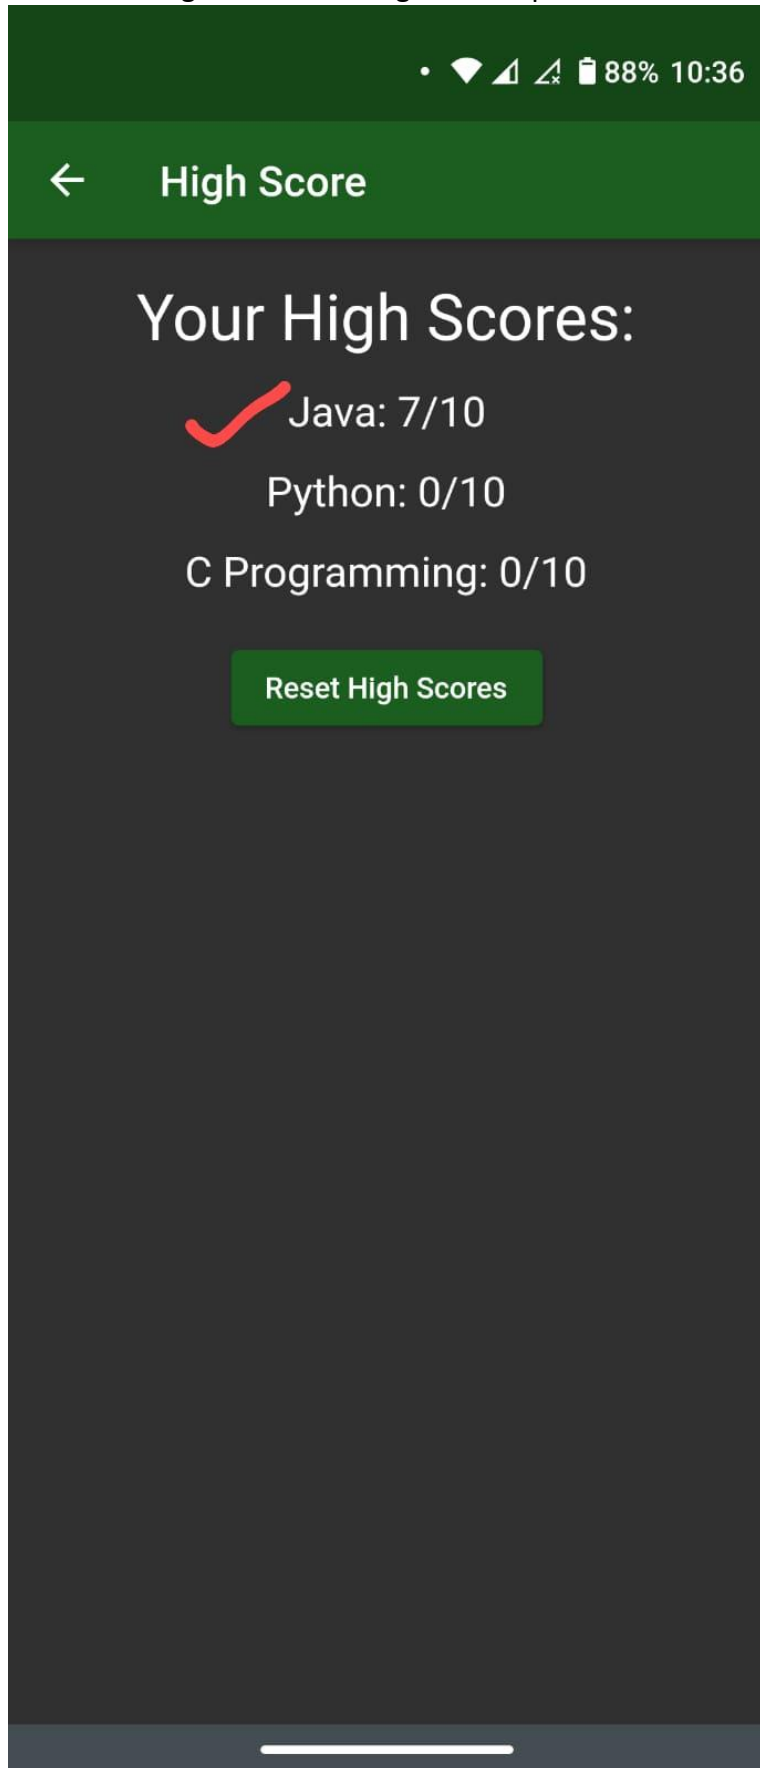 88% 10:36
High Score
Your High Scores:
Java: 7/10
Python: 0/10
C Programming: 0/10
Reset High Scores